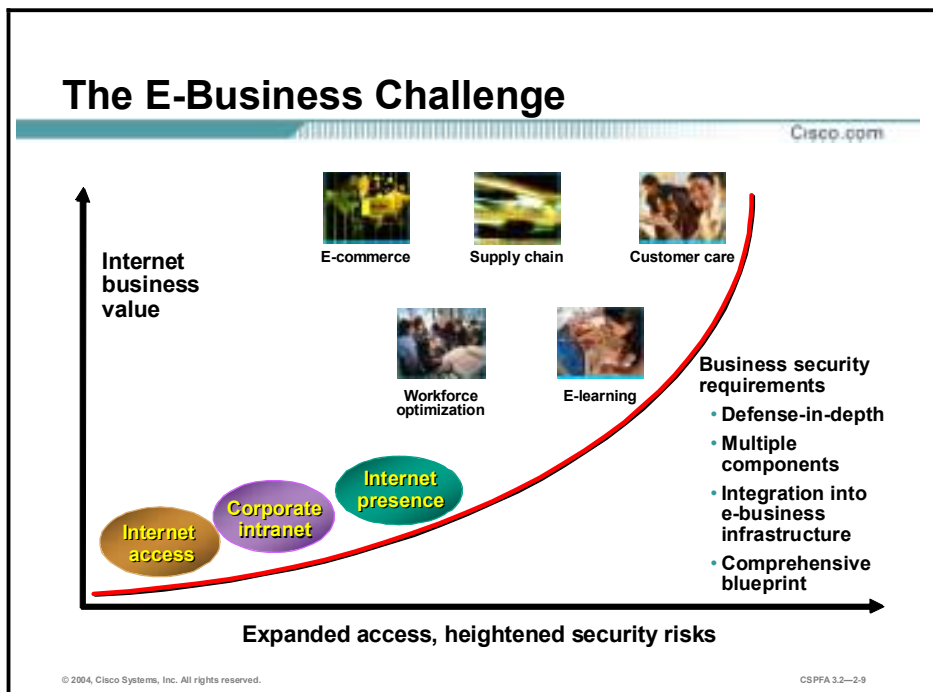 The E-Business Challenge
Cisco.com
Internet
business
value
E-commerce
Supply chain
Customer care
Workforce
optimization
E-learning
Business security
requirements
• Defense-in-depth
• Multiple
components
• Integration into
e-business
infrastructure
• Comprehensive
blueprint
Internet
presence
Corporate
intranet
Internet
access
Expanded access, heightened security risks
© 2004, Cisco Systems, Inc. All rights reserved.
CSPFA 3.2—2-9